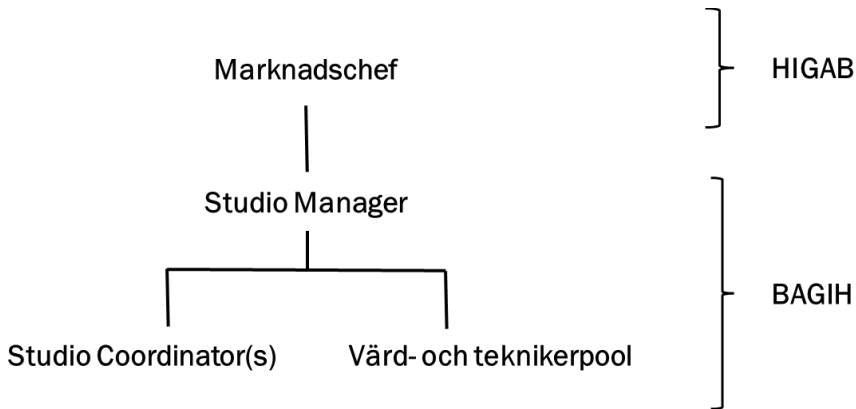 Marknadschef
HIGAB
Studio Manager
BAGIH
Studio Coordinator(s)
Värd- och teknikerpool